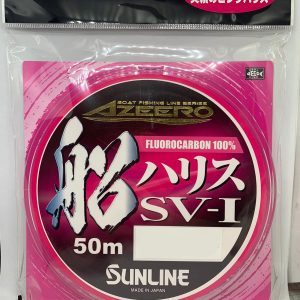 BOAT FISHING LINE SERIES
AZEERO
FLUOROCARBON 100%
船ハリス
SV-I
50m
SUNLINE
MADE IN JAPAN